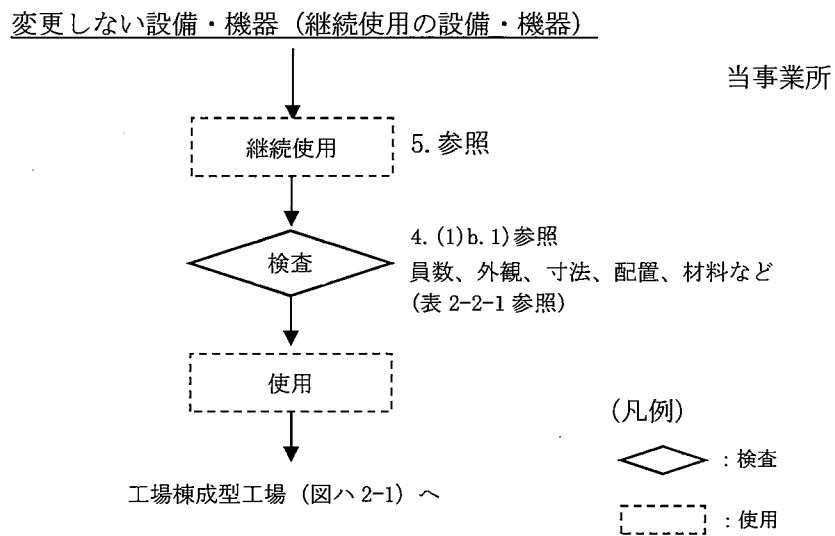 変更しない設備・機器（継続使用の設備・機器）
当事業所
継続使用
5.参照
検査
4.(1)b.1)参照
員数、外観、寸法、配置、材料など
(表 2-2-1 参照)
使用
工場棟成型工場（図ハ 2-1）へ
(凡例)
：検査
：使用